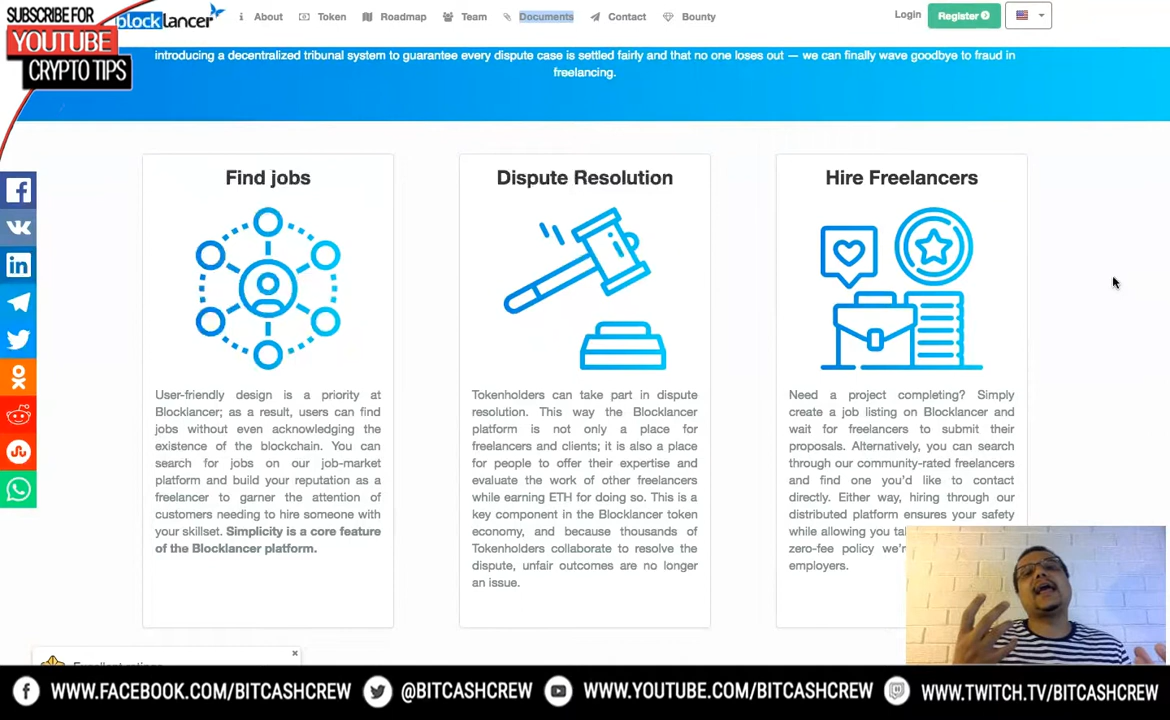 SUBSCRIBE FOR
YOUTUBE
CRYPTO TIPS
blocklancer
About
Token
Roadmap
Team
Documents
Contact
Bounty
Login
Register
introducing a decentralized tribunal system to guarantee every dispute case is settled fairly and that no one loses out — we can finally wave goodbye to fraud in
freelancing.
Find jobs
User-friendly design is a priority at
Blocklancer; as a result, users can find
jobs without even acknowledging the
existence of the blockchain. You can
search for jobs on our job-market
platform and build your reputation as a
freelancer to garner the attention of
customers needing to hire someone with
your skillset. Simplicity is a core feature
of the Blocklancer platform.
Dispute Resolution
Tokenholders can take part in dispute
resolution. This way the Blocklancer
platform is not only a place for
freelancers and clients; it is also a place
for people to offer their expertise and
evaluate the work of other freelancers
while earning ETH for doing so. This is a
key component in the Blocklancer token
economy, and because thousands of
Tokenholders collaborate to resolve the
dispute, unfair outcomes are no longer
an issue.
Hire Freelancers
Need a project completing? Simply
create a job listing on Blocklancer and
wait for freelancers to submit their
proposals. Alternatively, you can search
through our community-rated freelancers
and find one you'd like to contact
directly. Either way, hiring through our
distributed platform ensures your safety
while allowing you
zero-fee policy
employers.
WWW.FACEBOOK.COM/BITCASHCREW
@BITCASHCREW
WWW.YOUTUBE.COM/BITCASHCREW
WWW.TWITCH.TV/BITCASHCREW